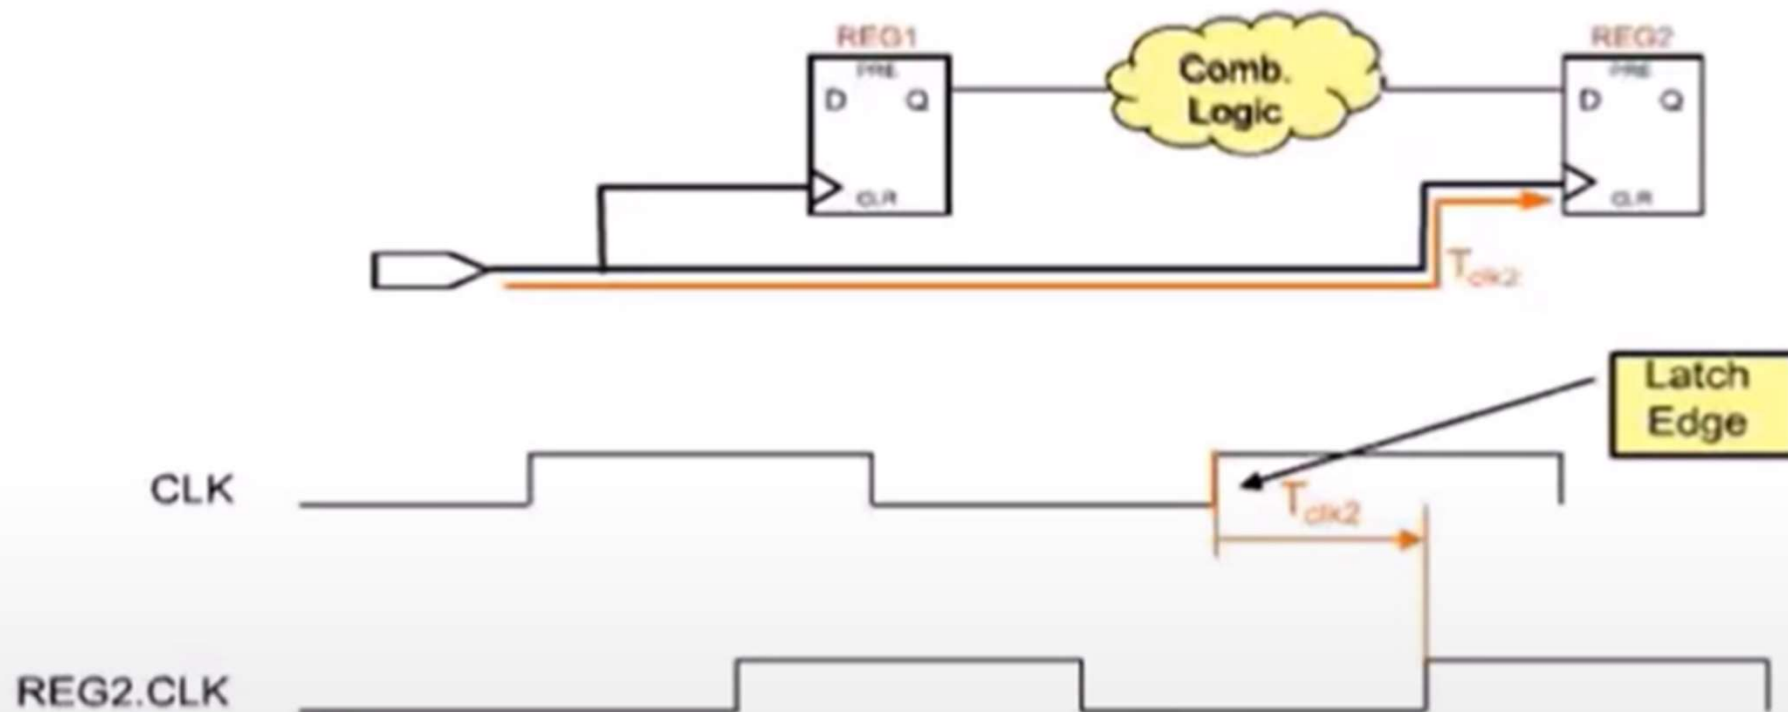 REG1
PRE
D Q
CLR
Comb.
Logic
REG2
PRE
D Q
CLR
Tclk2
Latch
Edge
CLK
Tclk2
REG2.CLK